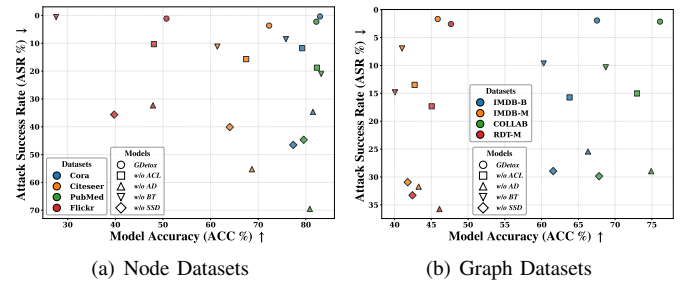 0
10
20
30
40
50
60
70
Attack Success Rate (ASR %) ↓
30
40
50
60
70
80
Model Accuracy (ACC %) ↑
Datasets
Cora
Citeseer
PubMed
Flickr
Models
GDetox
w/o ACL
w/o AD
w/o BT
w/o SSD
(a) Node Datasets
0
5
10
15
20
25
30
35
Attack Success Rate (ASR %) ↓
40
45
50
55
60
65
70
75
Model Accuracy (ACC %) ↑
Datasets
IMDB-B
IMDB-M
COLLAB
RDT-M
Models
GDetox
w/o ACL
w/o AD
w/o BT
w/o SSD
(b) Graph Datasets